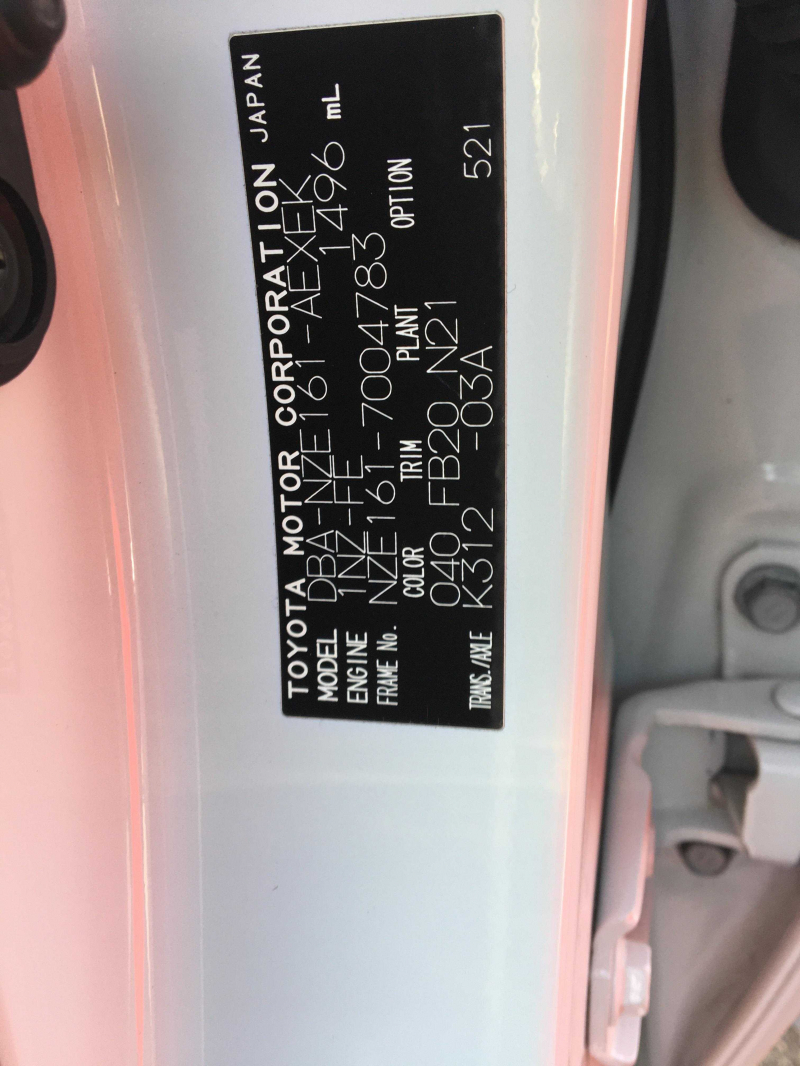 TOYOTA MOTOR CORPORATION JAPAN
MODEL DBA-NZE161-AEXEK
ENGINE 1NZ-FE 1496 mL
FRAME No. NZE161-7004783
COLOR TRIM PLANT OPTION
040 FB20 N21
TRANS./AXLE K312 -03A 521